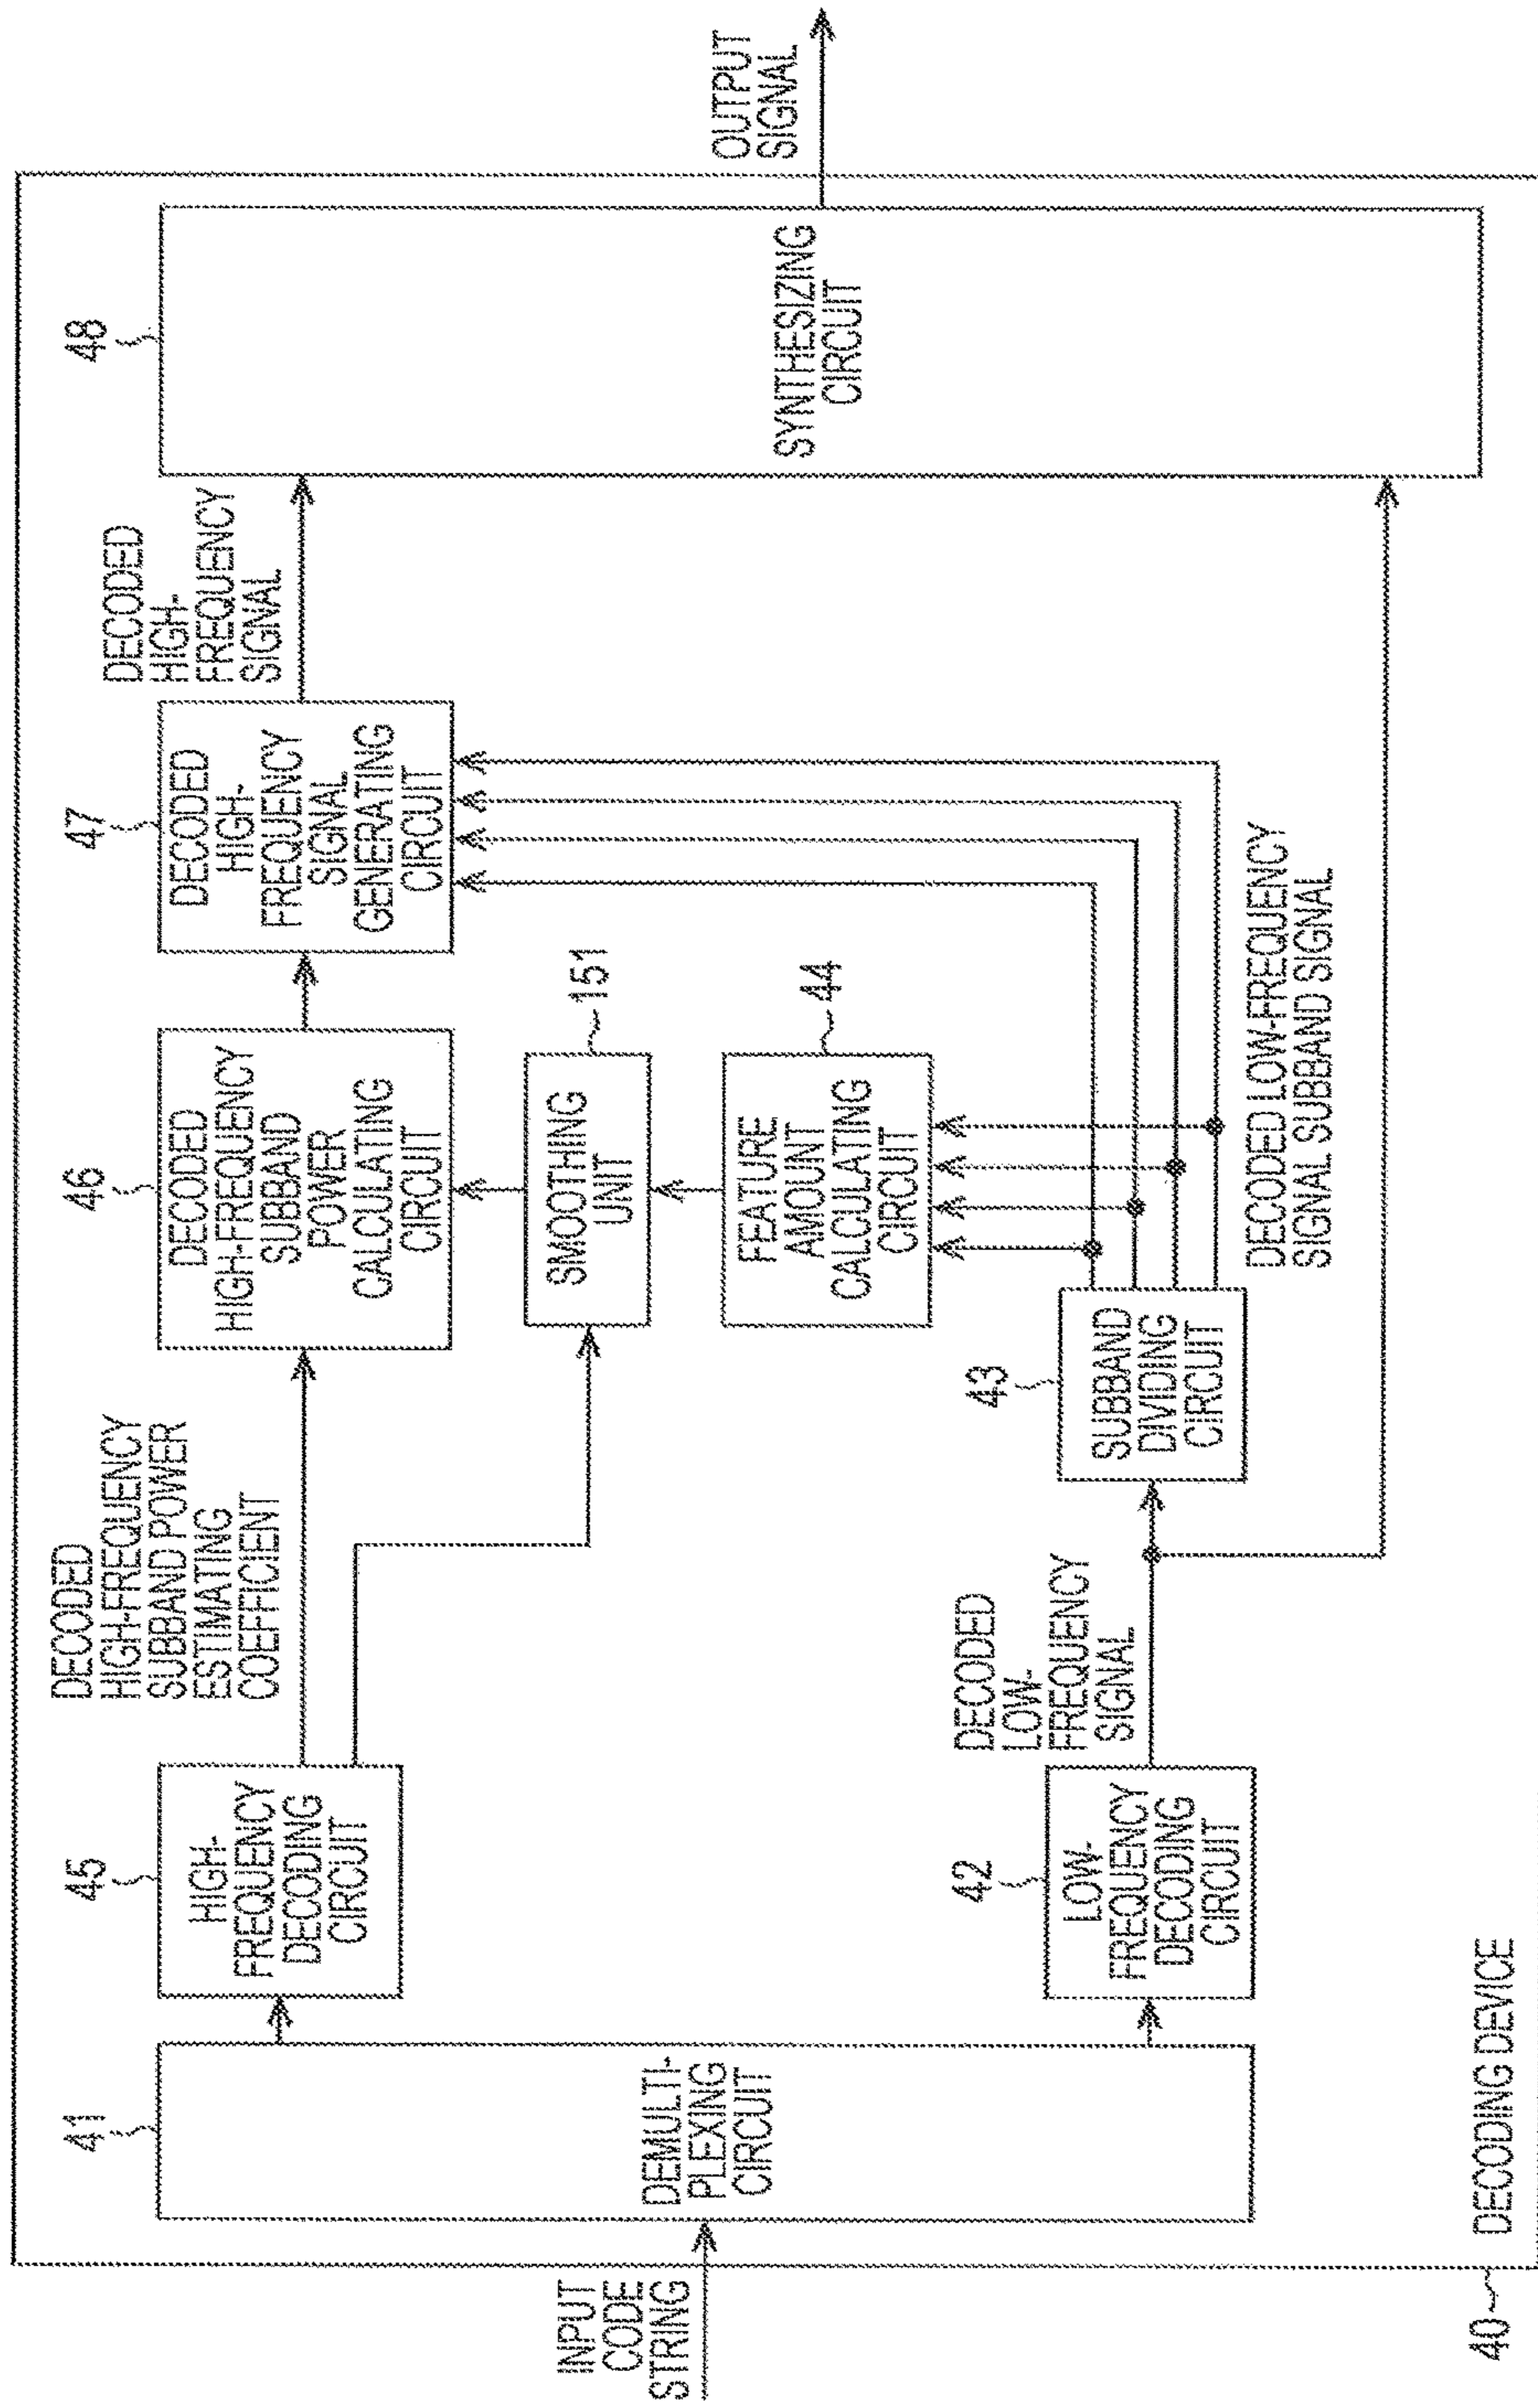 INPUT
CODE
STRING
41
DEMULTI-
PLEXING
CIRCUIT
45
HIGH-
FREQUENCY
DECODING
CIRCUIT
DECODED
HIGH-FREQUENCY
SUBBAND POWER
ESTIMATING
COEFFICIENT
46
DECODED
HIGH-FREQUENCY
SUBBAND
POWER
CALCULATING
CIRCUIT
47
DECODED
HIGH-
FREQUENCY
SIGNAL
GENERATING
CIRCUIT
DECODED
HIGH-
FREQUENCY
SIGNAL
48
SYNTHESIZING
CIRCUIT
OUTPUT
SIGNAL
SMOOTHING
UNIT
151
FEATURE
AMOUNT
CALCULATING
CIRCUIT
44
42
LOW-
FREQUENCY
DECODING
CIRCUIT
DECODED
LOW-
FREQUENCY
SIGNAL
43
SUBBAND
DIVIDING
CIRCUIT
DECODED LOW-FREQUENCY
SIGNAL SUBBAND SIGNAL
40
DECODING DEVICE